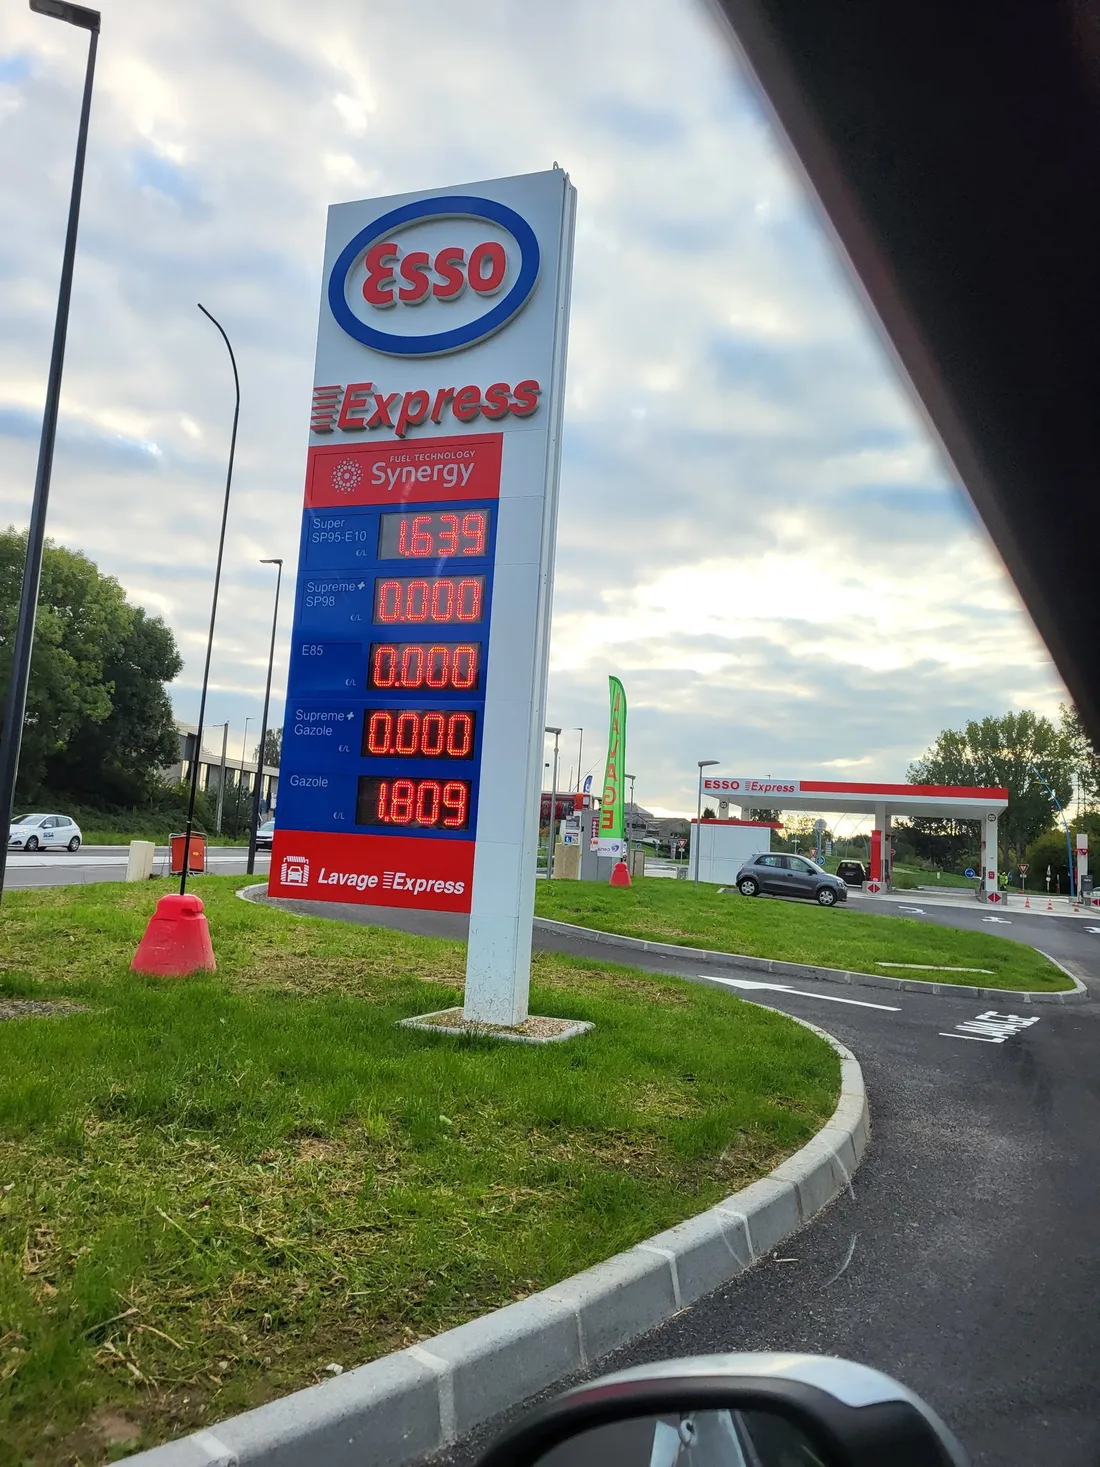 Esso
Express
FUEL TECHNOLOGY
Synergy
Super
SP95-E10
€/L
1.639
Supreme+
SP98
€/L
0.000
E85
€/L
0.000
Supreme+
Gazole
€/L
0.000
Gazole
€/L
1.809
Lavage Express
LAVAGE
ESSO Express
LAVAGE